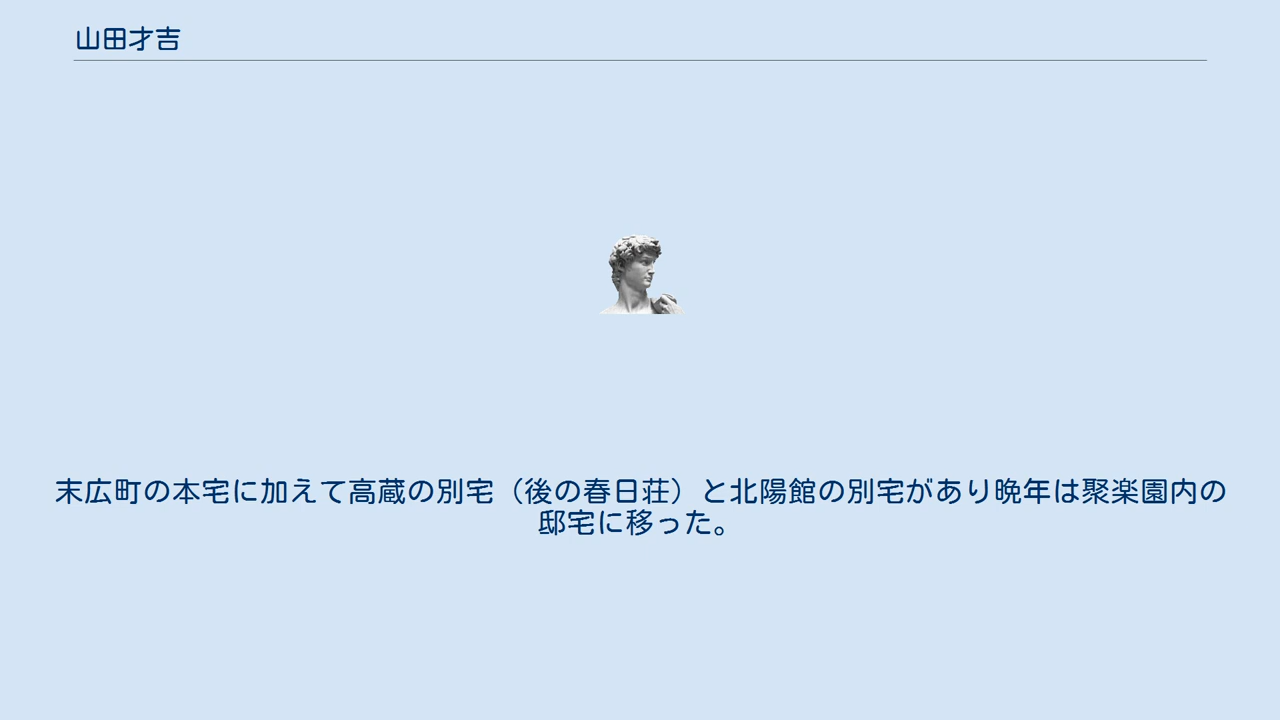 山田才吉
末広町の本宅に加えて高蔵の別宅（後の春日荘）と北陽館の別宅があり晩年は聚楽園内の
邸宅に移った。